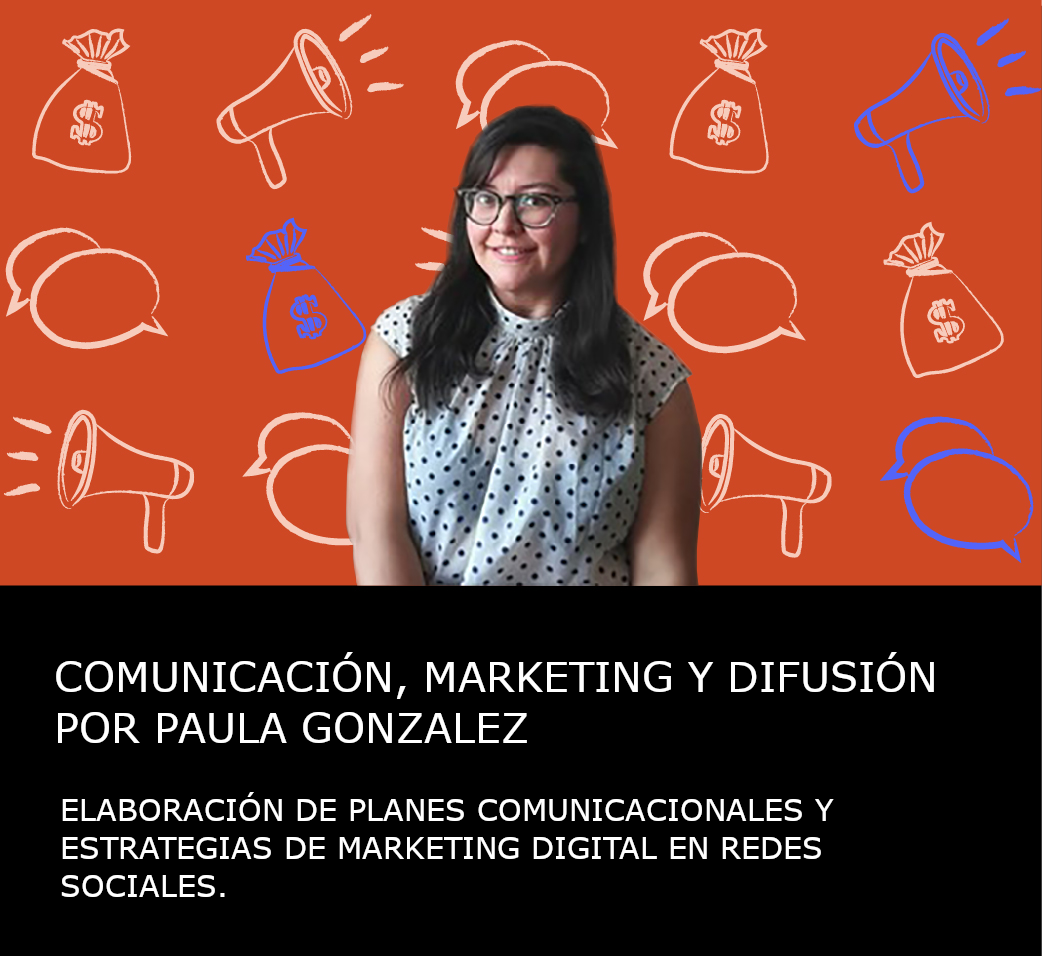 COMUNICACIÓN, MARKETING Y DIFUSIÓN
POR PAULA GONZALEZ
ELABORACIÓN DE PLANES COMUNICACIONALES Y
ESTRATEGIAS DE MARKETING DIGITAL EN REDES
SOCIALES.